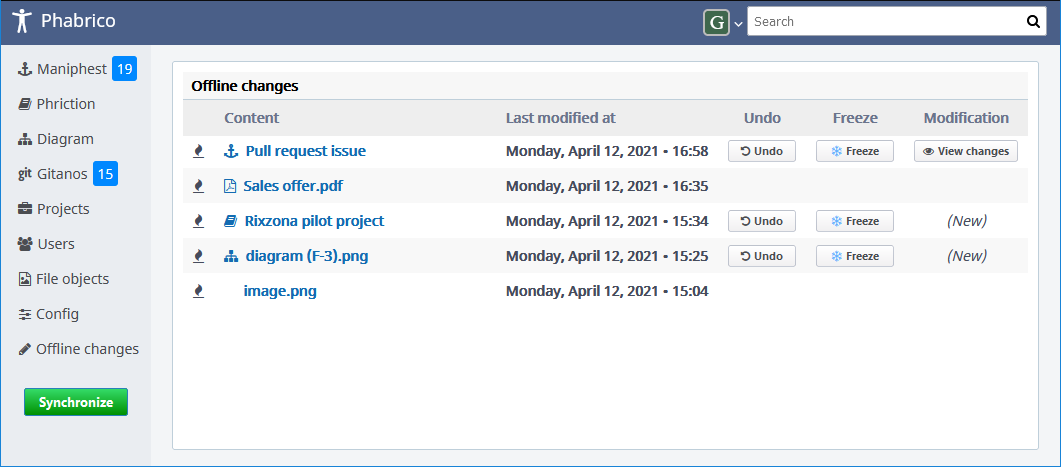 Phabrico
G
Search
Maniphest 19
Phriction
Diagram
git Gitanos 15
Projects
Users
File objects
Config
Offline changes
Synchronize
Offline changes
Content Last modified at Undo Freeze Modification
Pull request issue Monday, April 12, 2021 • 16:58 Undo Freeze View changes
Sales offer.pdf Monday, April 12, 2021 • 16:35
Rixzona pilot project Monday, April 12, 2021 • 15:34 Undo Freeze (New)
diagram (F-3).png Monday, April 12, 2021 • 15:25 Undo Freeze (New)
image.png Monday, April 12, 2021 • 15:04